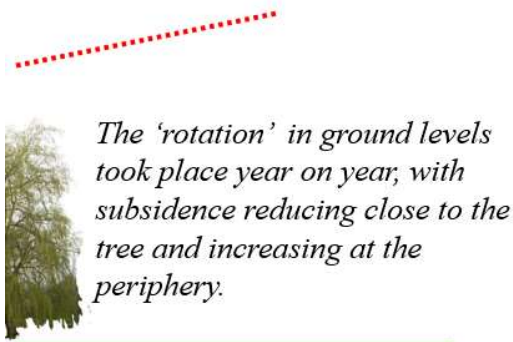 The ‘rotation’ in ground levels
took place year on year, with
subsidence reducing close to the
tree and increasing at the
periphery.